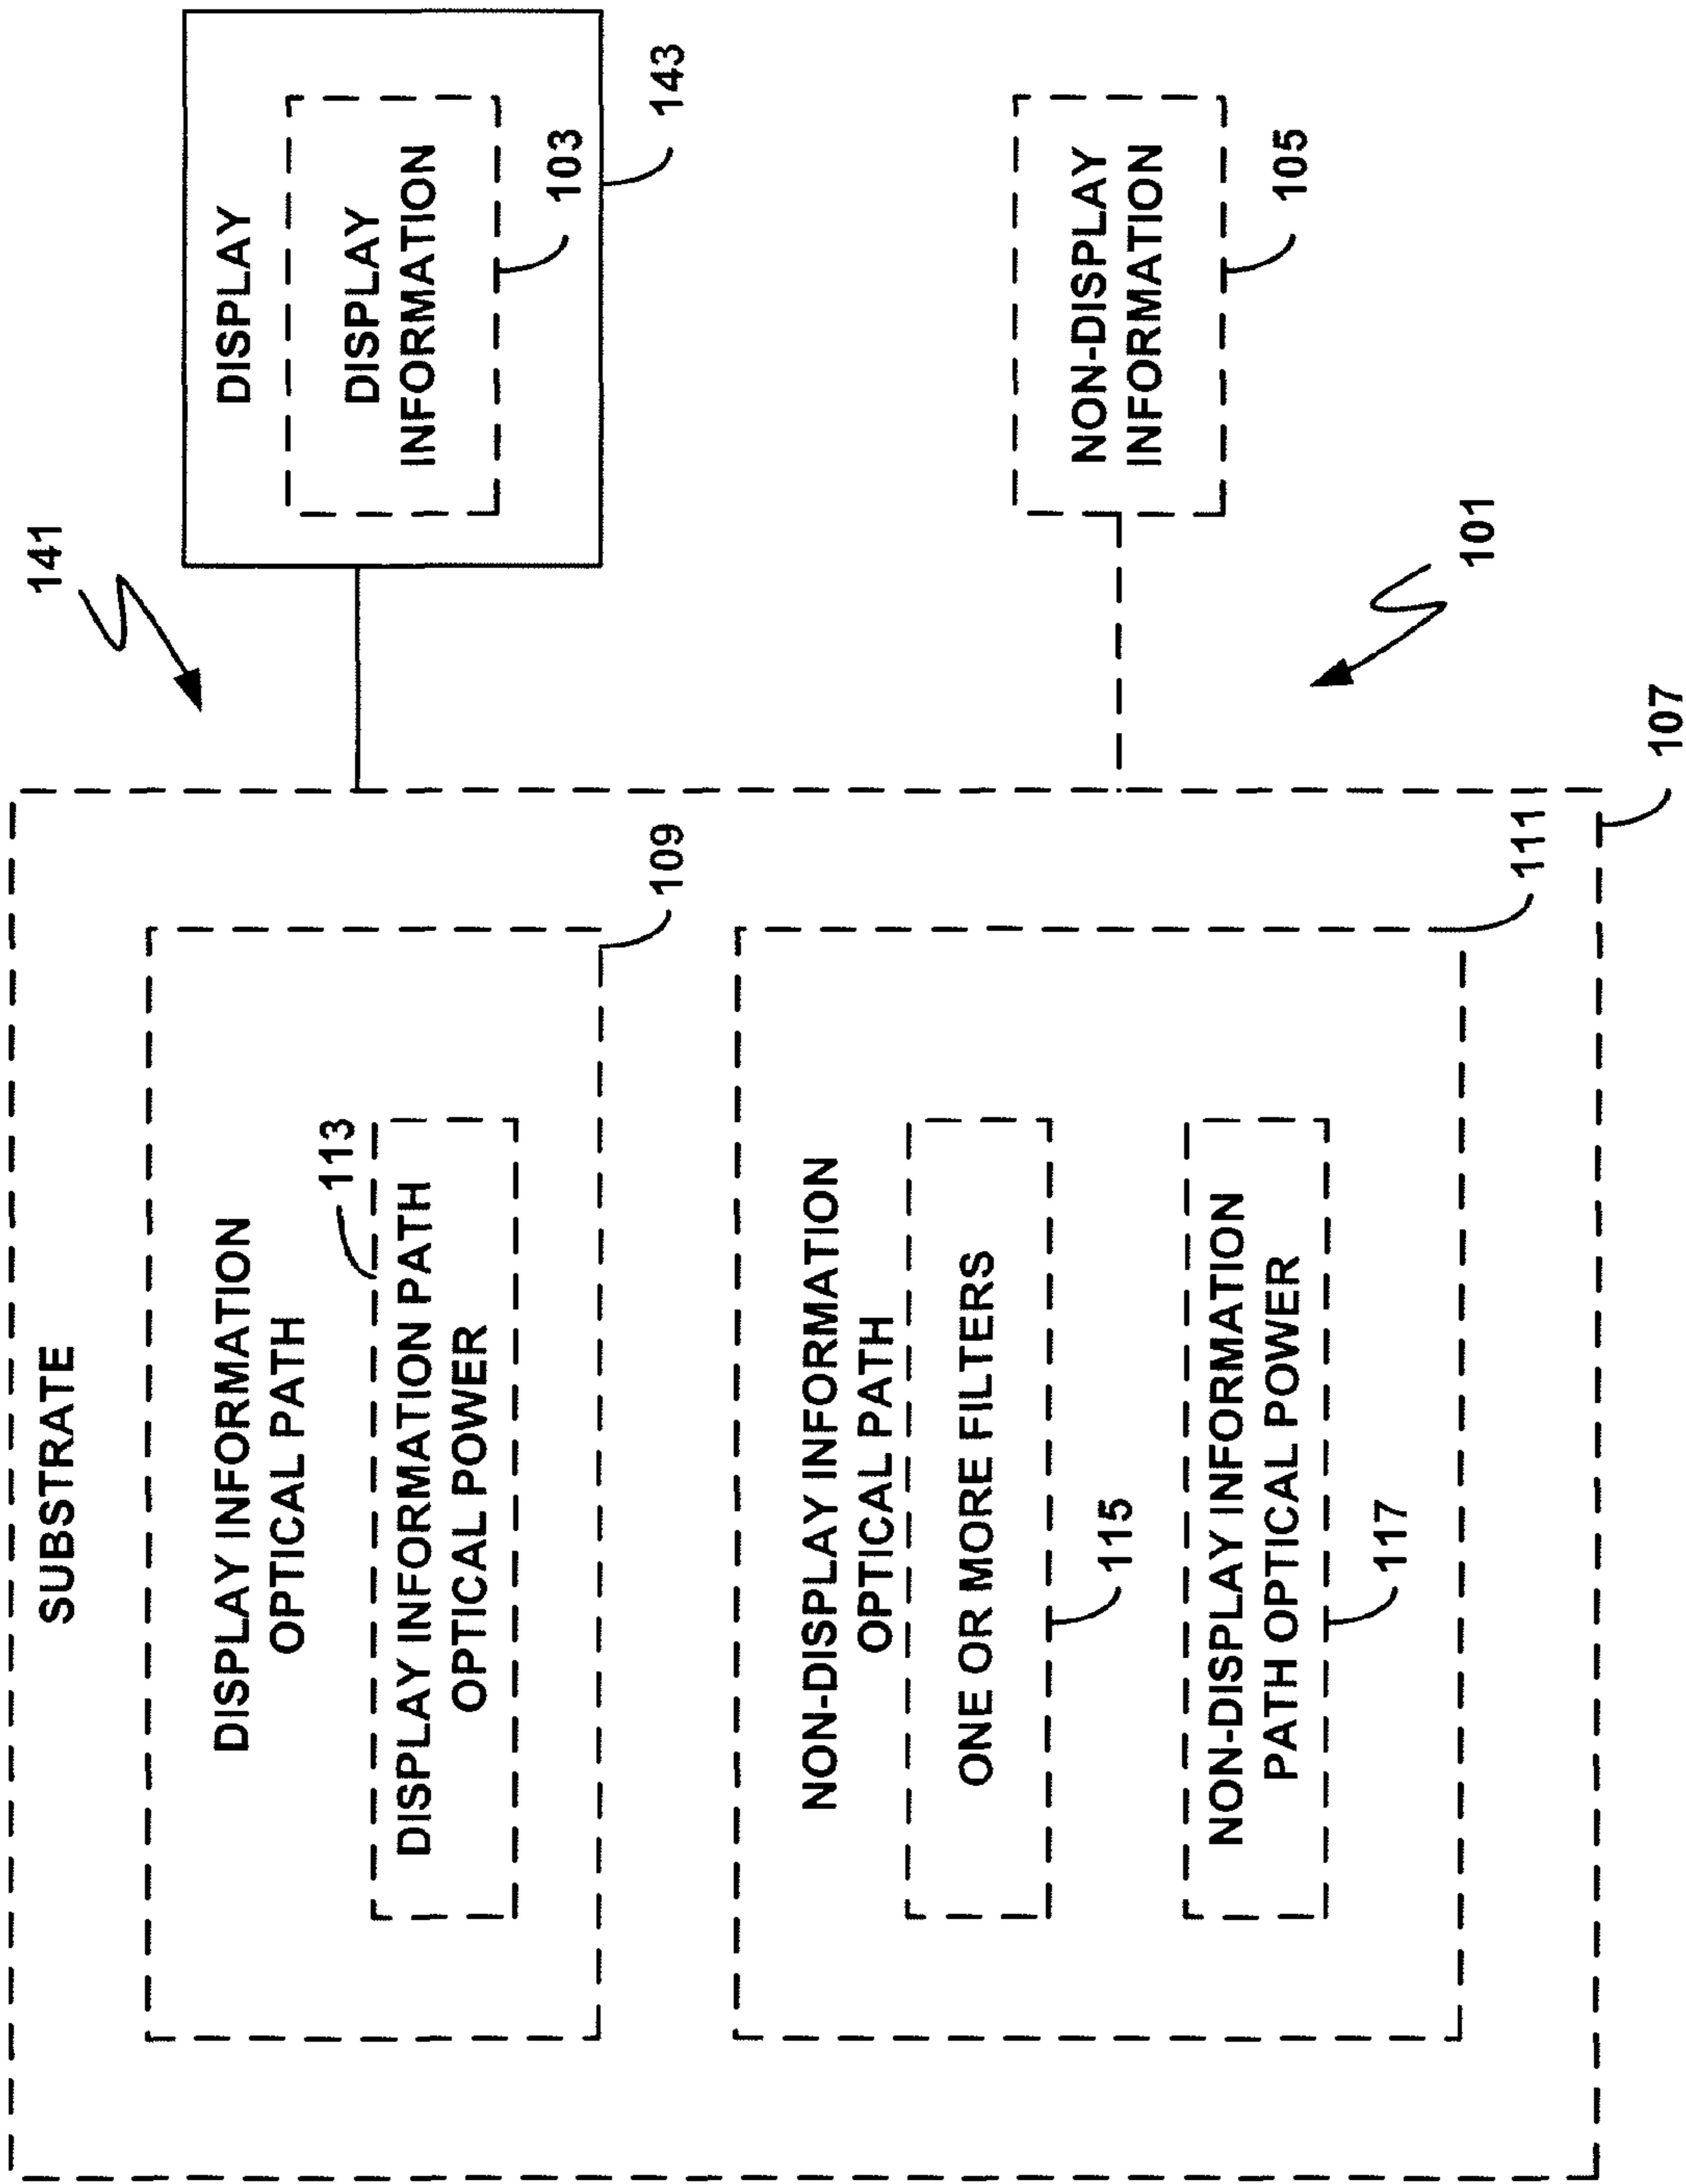 SUBSTRATE
DISPLAY INFORMATION
OPTICAL PATH
113
DISPLAY INFORMATION PATH
OPTICAL POWER
109
NON-DISPLAY INFORMATION
OPTICAL PATH
ONE OR MORE FILTERS
115
NON-DISPLAY INFORMATION
PATH OPTICAL POWER
117
111
107
141
DISPLAY
DISPLAY
INFORMATION
103
143
NON-DISPLAY
INFORMATION
105
101